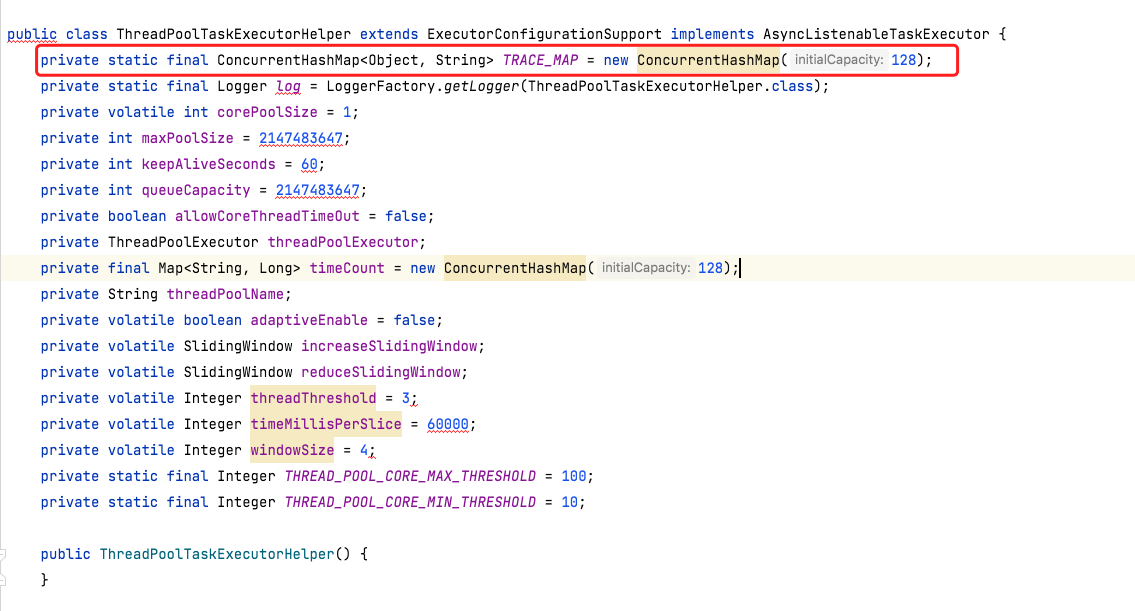 public class ThreadPoolTaskExecutorHelper extends ExecutorConfigurationSupport implements AsyncListenableTaskExecutor {
    private static final ConcurrentHashMap<Object, String> TRACE_MAP = new ConcurrentHashMap( initialCapacity: 128);
    private static final Logger log = LoggerFactory.getLogger(ThreadPoolTaskExecutorHelper.class);
    private volatile int corePoolSize = 1;
    private int maxPoolSize = 2147483647;
    private int keepAliveSeconds = 60;
    private int queueCapacity = 2147483647;
    private boolean allowCoreThreadTimeOut = false;
    private ThreadPoolExecutor threadPoolExecutor;
    private final Map<String, Long> timeCount = new ConcurrentHashMap( initialCapacity: 128);
    private String threadPoolName;
    private volatile boolean adaptiveEnable = false;
    private volatile SlidingWindow increaseSlidingWindow;
    private volatile SlidingWindow reduceSlidingWindow;
    private volatile Integer threadThreshold = 3;
    private volatile Integer timeMillisPerSlice = 60000;
    private volatile Integer windowSize = 4;
    private static final Integer THREAD_POOL_CORE_MAX_THRESHOLD = 100;
    private static final Integer THREAD_POOL_CORE_MIN_THRESHOLD = 10;
    public ThreadPoolTaskExecutorHelper() {
    }